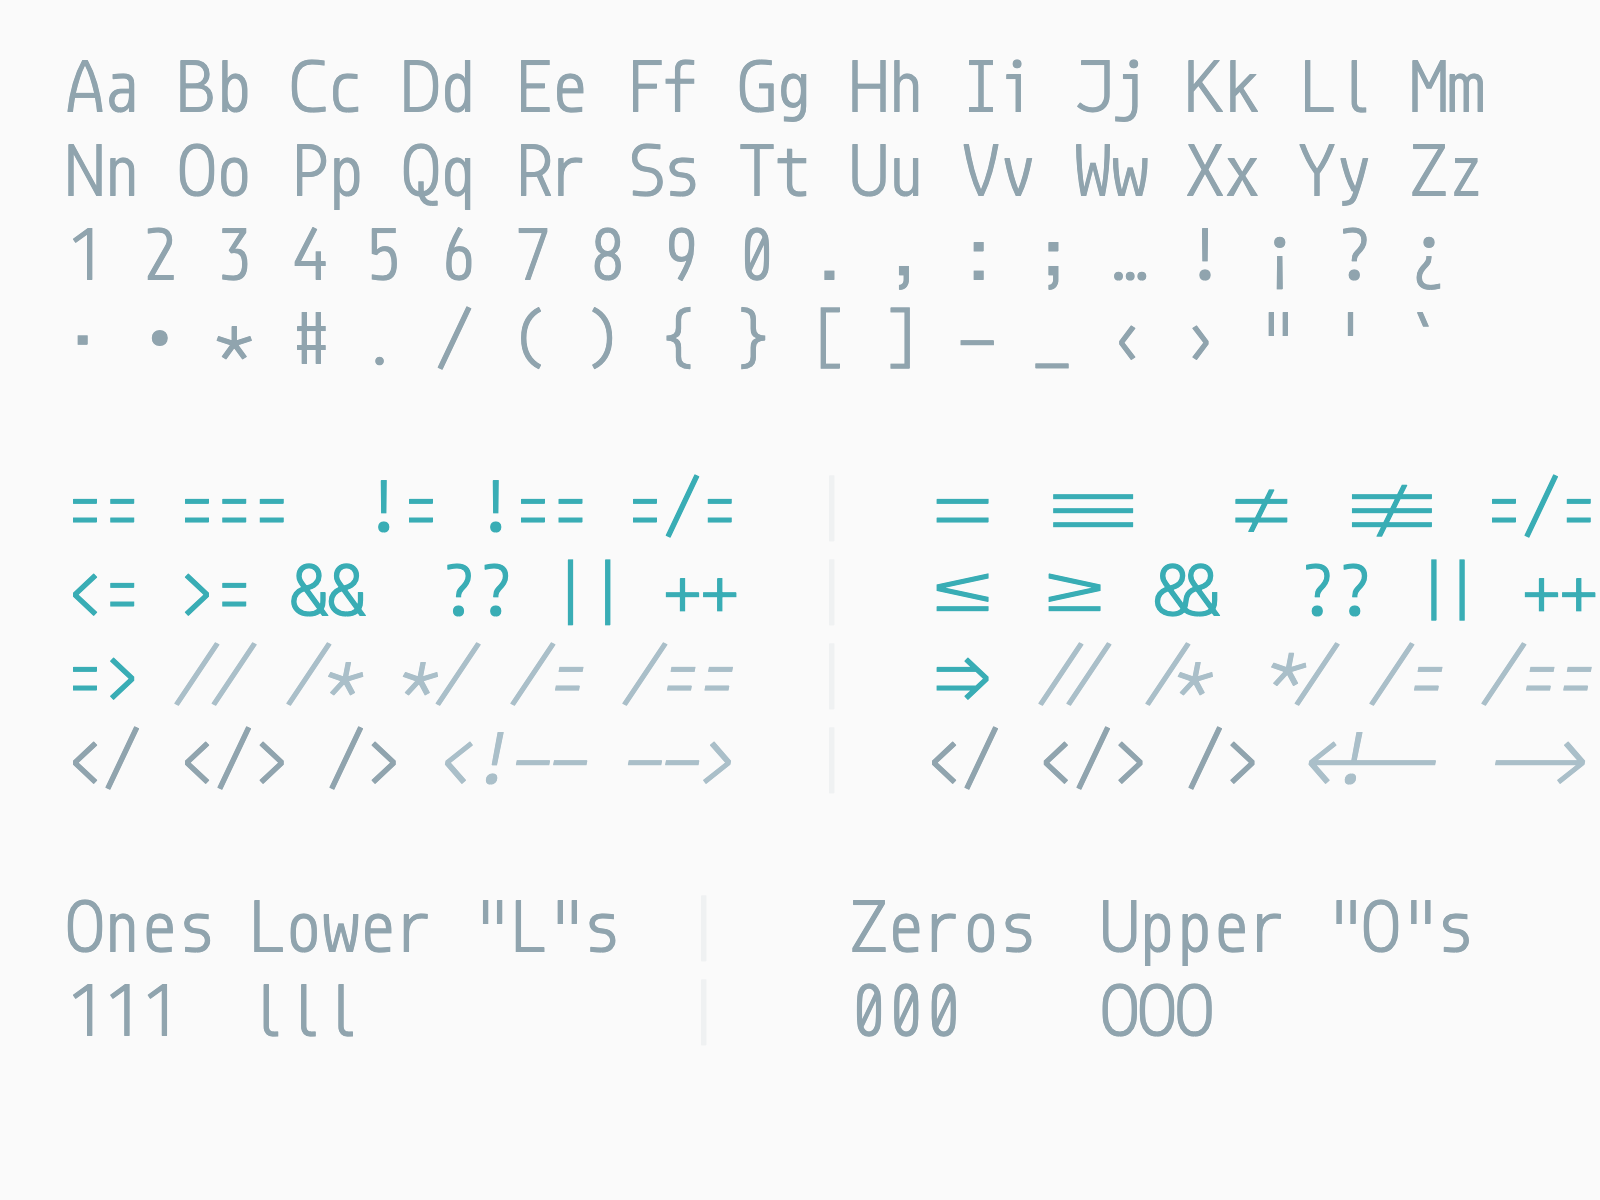 Aa Bb Cc Dd Ee Ff Gg Hh Ii Jj Kk Ll Mm
Nn Oo Pp Qq Rr Ss Tt Uu Vv Ww Xx Yy Zz
1 2 3 4 5 6 7 8 9 0 . , : ; … ! ¡ ? ¿
· • * # . / ( ) { } [ ] - _ ‹ › " ' `
== === != !== =/= | == === != !== =/=
<= >= && ?? || ++ | <= >= && ?? || ++
=> // /* */ /= /== | => // /* */ /= /==
</ </> /> <!-- --> | </ </> /> <!-- -->
Ones Lower "L"s | Zeros Upper "O"s
111 lll | 000 OOO